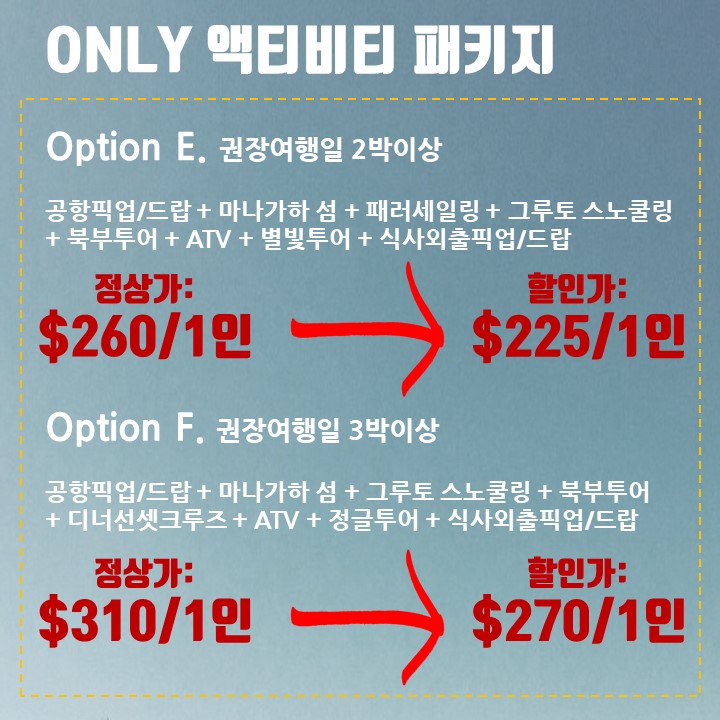 ONLY 액티비티 패키지
Option E. 권장여행일 2박이상
공항픽업/드랍 + 마나가하 섬 + 패러세일링 + 그루토 스노쿨링
+ 북부투어 + ATV + 별빛투어 + 식사외출픽업/드랍
정상가: 할인가:
$260/1인 $225/1인
Option F. 권장여행일 3박이상
공항픽업/드랍 + 마나가하 섬 + 그루토 스노쿨링 + 북부투어
+ 디너선셋크루즈 + ATV + 정글투어 + 식사외출픽업/드랍
정상가: 할인가:
$310/1인 $270/1인